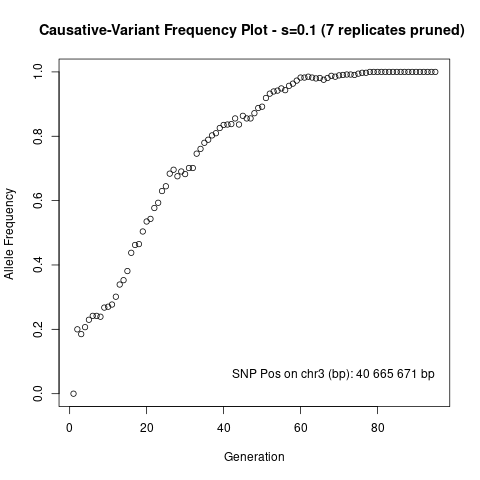 Causative-Variant Frequency Plot - s=0.1 (7 replicates pruned)
1.0
0.8
0.6
0.4
0.2
0.0
Allele Frequency
SNP Pos on chr3 (bp): 40 665 671 bp
0 20 40 60 80
Generation